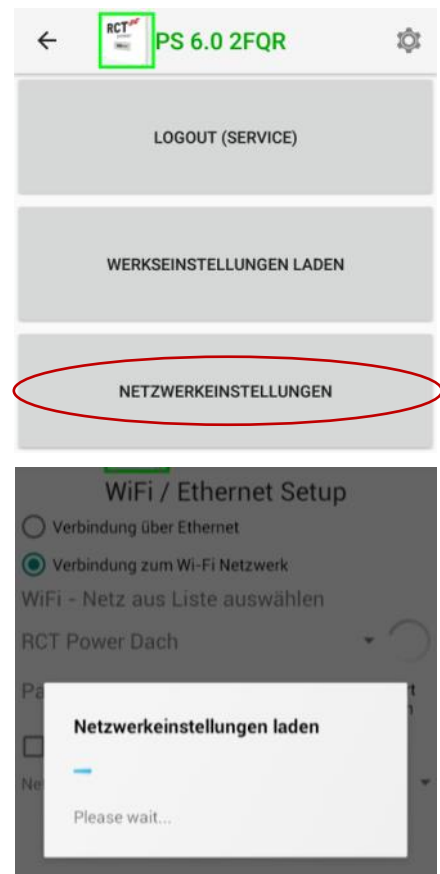 RCT
power
PS 6.0 2FQR
LOGOUT (SERVICE)
WERKSEINSTELLUNGEN LADEN
NETZWERKEINSTELLUNGEN
WiFi / Ethernet Setup
Verbindung über Ethernet
Verbindung zum Wi-Fi Netzwerk
WiFi - Netz aus Liste auswählen
RCT Power Dach
Netzwerkeinstellungen laden
Please wait...